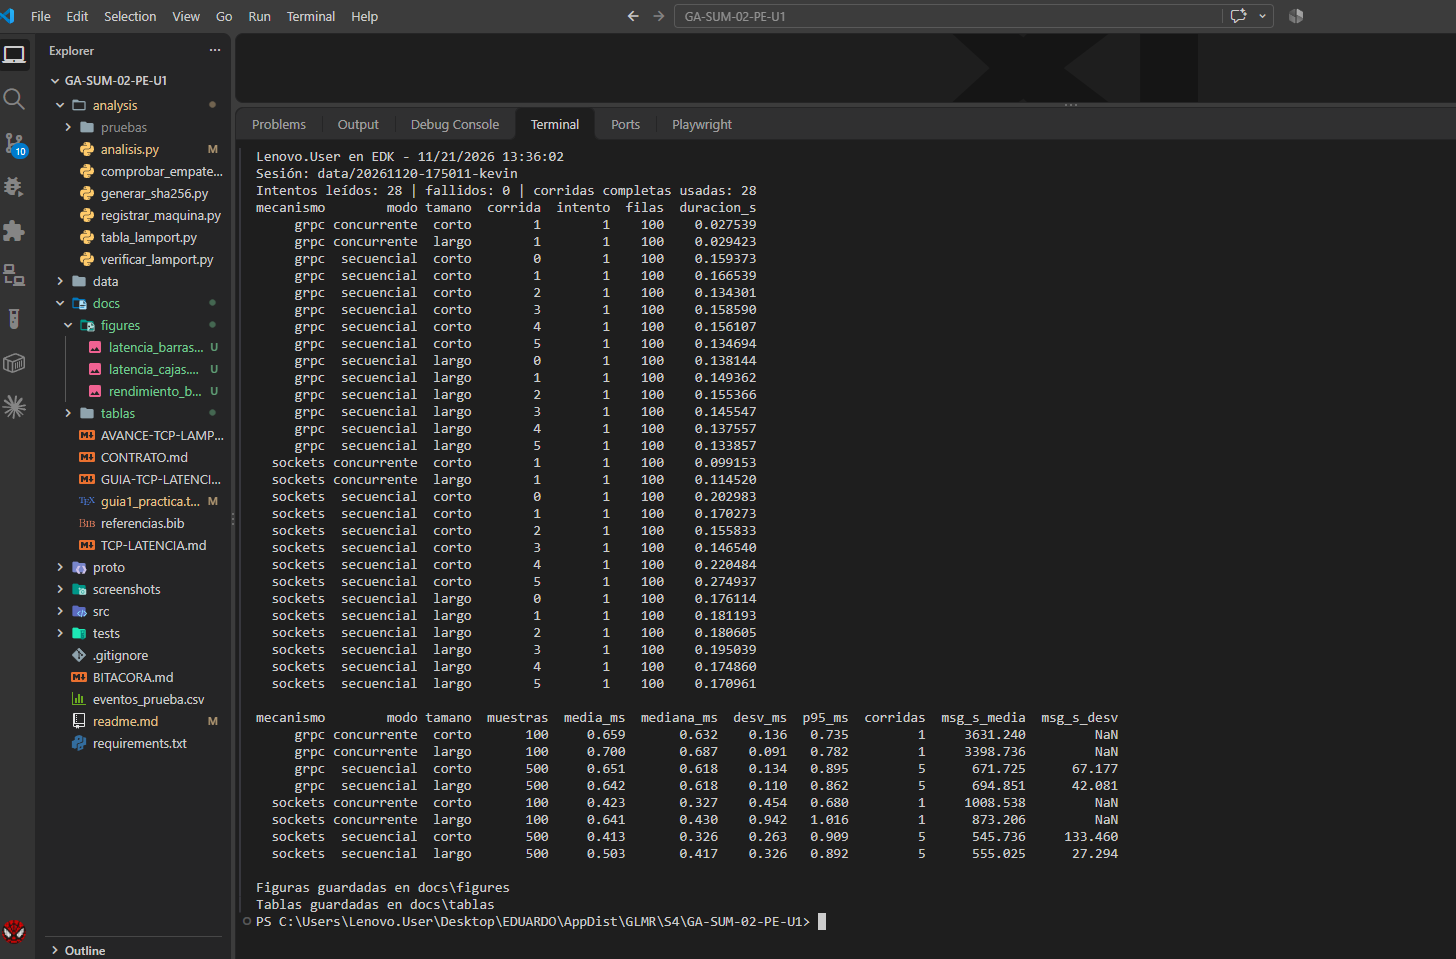 File Edit Selection View Go Run Terminal Help
GA-SUM-02-PE-U1
Explorer
GA-SUM-02-PE-U1
analysis
pruebas
analisis.py M
comprobar_empate...
generar_sha256.py
registrar_maquina.py
tabla_lamport.py
verificar_lamport.py
data
docs
figures
latencia_barras... U
latencia_cajas.... U
rendimiento_b... U
tablas
AVANCE-TCP-LAMP...
CONTRATO.md
GUIA-TCP-LATENCI...
TEX guia1_practica.t... M
BIB referencias.bib
TCP-LATENCIA.md
proto
screenshots
src
tests
.gitignore
BITACORA.md
eventos_prueba.csv
readme.md M
requirements.txt
Outline
10
Problems Output Debug Console Terminal Ports Playwright
Lenovo.User en EDK - 11/21/2026 13:36:02
Sesión: data/20261120-175011-kevin
Intentos leídos: 28 | fallidos: 0 | corridas completas usadas: 28
mecanismo modo tamano corrida intento filas duracion_s
grpc concurrente corto 1 1 100 0.027539
grpc concurrente largo 1 1 100 0.029423
grpc secuencial corto 0 1 100 0.159373
grpc secuencial corto 1 1 100 0.166539
grpc secuencial corto 2 1 100 0.134301
grpc secuencial corto 3 1 100 0.158590
grpc secuencial corto 4 1 100 0.156107
grpc secuencial corto 5 1 100 0.134694
grpc secuencial largo 0 1 100 0.138144
grpc secuencial largo 1 1 100 0.149362
grpc secuencial largo 2 1 100 0.155366
grpc secuencial largo 3 1 100 0.145547
grpc secuencial largo 4 1 100 0.137557
grpc secuencial largo 5 1 100 0.133857
sockets concurrente corto 1 1 100 0.099153
sockets concurrente largo 1 1 100 0.114520
sockets secuencial corto 0 1 100 0.202983
sockets secuencial corto 1 1 100 0.170273
sockets secuencial corto 2 1 100 0.155833
sockets secuencial corto 3 1 100 0.146540
sockets secuencial corto 4 1 100 0.220484
sockets secuencial corto 5 1 100 0.274937
sockets secuencial largo 0 1 100 0.176114
sockets secuencial largo 1 1 100 0.181193
sockets secuencial largo 2 1 100 0.180605
sockets secuencial largo 3 1 100 0.195039
sockets secuencial largo 4 1 100 0.174860
sockets secuencial largo 5 1 100 0.170961
mecanismo modo tamano muestras media_ms mediana_ms desv_ms p95_ms corridas msg_s_media msg_s_desv
grpc concurrente corto 100 0.659 0.632 0.136 0.735 1 3631.240 NaN
grpc concurrente largo 100 0.700 0.687 0.091 0.782 1 3398.736 NaN
grpc secuencial corto 500 0.651 0.618 0.134 0.895 5 671.725 67.177
grpc secuencial largo 500 0.642 0.618 0.110 0.862 5 694.851 42.081
sockets concurrente corto 100 0.423 0.327 0.454 0.680 1 1008.538 NaN
sockets concurrente largo 100 0.641 0.430 0.942 1.016 1 873.206 NaN
sockets secuencial corto 500 0.413 0.326 0.263 0.909 5 545.736 133.460
sockets secuencial largo 500 0.503 0.417 0.326 0.892 5 555.025 27.294
Figuras guardadas en docs\figures
Tablas guardadas en docs\tablas
PS C:\Users\Lenovo.User\Desktop\EDUARDO\AppDist\GLMR\S4\GA-SUM-02-PE-U1>